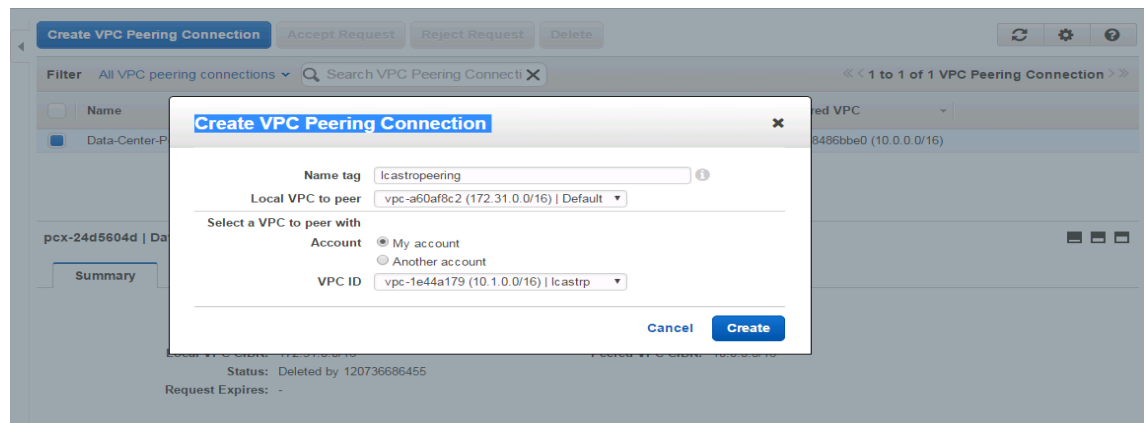 Create VPC Peering Connection Accept Request Reject Request Delete
Filter All VPC peering connections Search VPC Peering Connecti X << < 1 to 1 of 1 VPC Peering Connection > >>
Name red VPC
Data-Center-P 8486bbe0 (10.0.0.0/16)
Create VPC Peering Connection
Name tag lcastropeering
Local VPC to peer vpc-a60af8c2 (172.31.0.0/16) | Default
Select a VPC to peer with
Account My account
Another account
VPC ID vpc-1e44a179 (10.1.0.0/16) | lcastrp
Cancel Create
pcx-24d5604d | Da
Summary
Status: Deleted by 120736686455
Request Expires: -